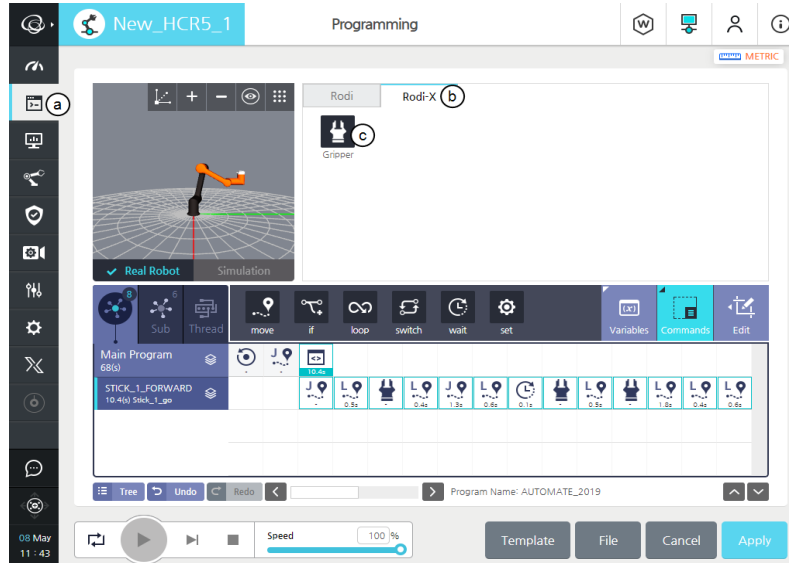 New_HCR5_1
Programming
W
METRIC
a
Rodi
Rodi-X
b
c
Gripper
Real Robot
Simulation
8
6
Sub
Thread
move
if
loop
switch
wait
set
(x)
Variables
Commands
Edit
Main Program
68(s)
- - 10.4s
STICK_1_FORWARD
10.4(s) Stick_1_go
J L L J L L L L L
- 0.5s - 0.4s 1.3s 0.6s 0.1s - 0.5s - 1.8s 0.4s 0.6s
Tree
Undo
Redo
Program Name: AUTOMATE_2019
08 May
11 : 43
Speed
100 %
Template
File
Cancel
Apply